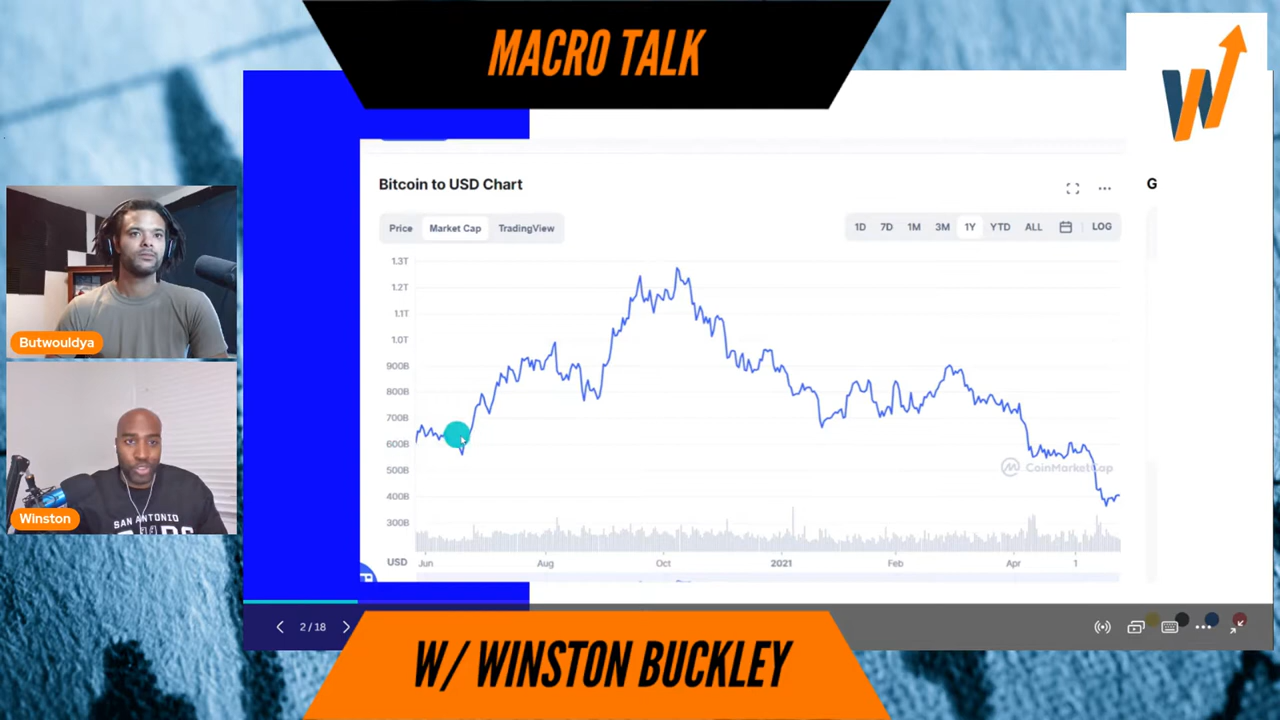 MACRO TALK
Bitcoin to USD Chart
G
Price Market Cap TradingView
1D 7D 1M 3M 1Y YTD ALL LOG
1.3T
1.2T
1.1T
1.0T
900B
800B
700B
600B
500B
400B
300B
CoinMarketCap
USD
Jun Aug Oct 2021 Feb Apr 1
Butwouldya
SAN ANTONIO
Winston
2 / 18
W/ WINSTON BUCKLEY